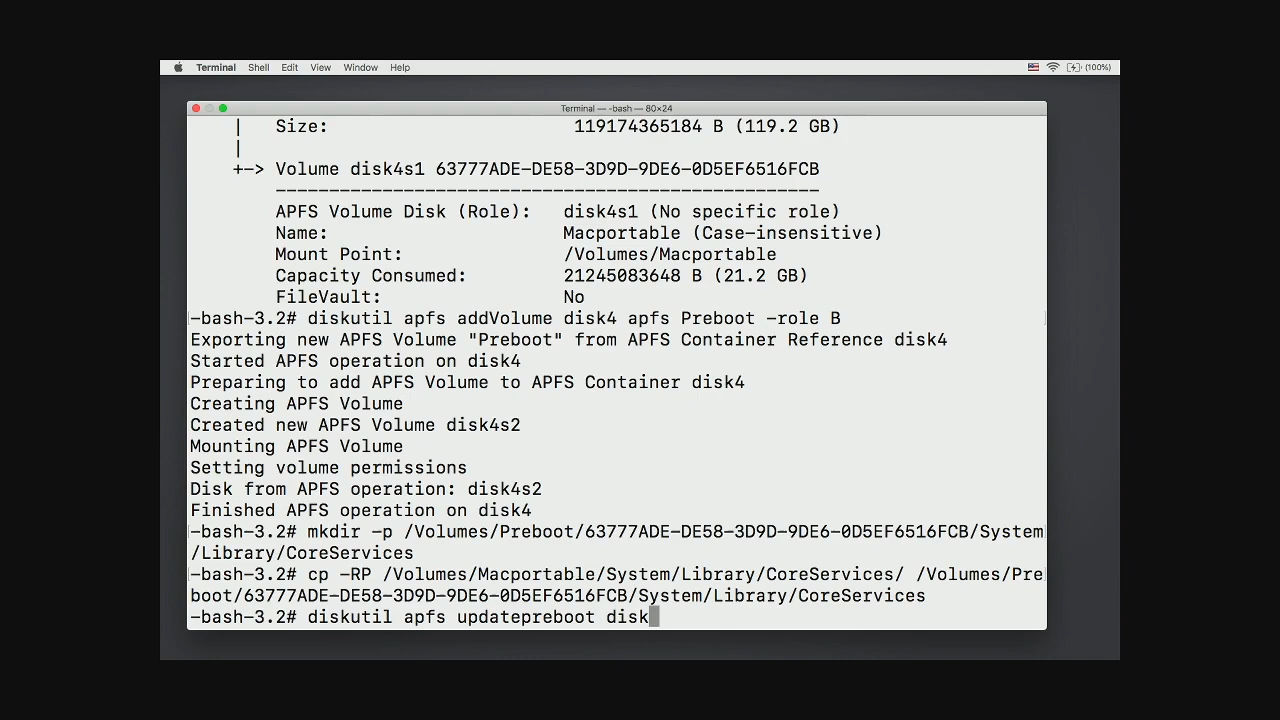 Terminal Shell Edit View Window Help (100%)
Terminal — -bash — 80×24
| Size: 119174365184 B (119.2 GB)
|
+-> Volume disk4s1 63777ADE-DE58-3D9D-9DE6-0D5EF6516FCB
---------------------------------------------------
APFS Volume Disk (Role): disk4s1 (No specific role)
Name: Macportable (Case-insensitive)
Mount Point: /Volumes/Macportable
Capacity Consumed: 21245083648 B (21.2 GB)
FileVault: No
-bash-3.2# diskutil apfs addVolume disk4 apfs Preboot -role B
Exporting new APFS Volume "Preboot" from APFS Container Reference disk4
Started APFS operation on disk4
Preparing to add APFS Volume to APFS Container disk4
Creating APFS Volume
Created new APFS Volume disk4s2
Mounting APFS Volume
Setting volume permissions
Disk from APFS operation: disk4s2
Finished APFS operation on disk4
-bash-3.2# mkdir -p /Volumes/Preboot/63777ADE-DE58-3D9D-9DE6-0D5EF6516FCB/System
/Library/CoreServices
-bash-3.2# cp -RP /Volumes/Macportable/System/Library/CoreServices/ /Volumes/Pre
boot/63777ADE-DE58-3D9D-9DE6-0D5EF6516FCB/System/Library/CoreServices
-bash-3.2# diskutil apfs updatepreboot disk